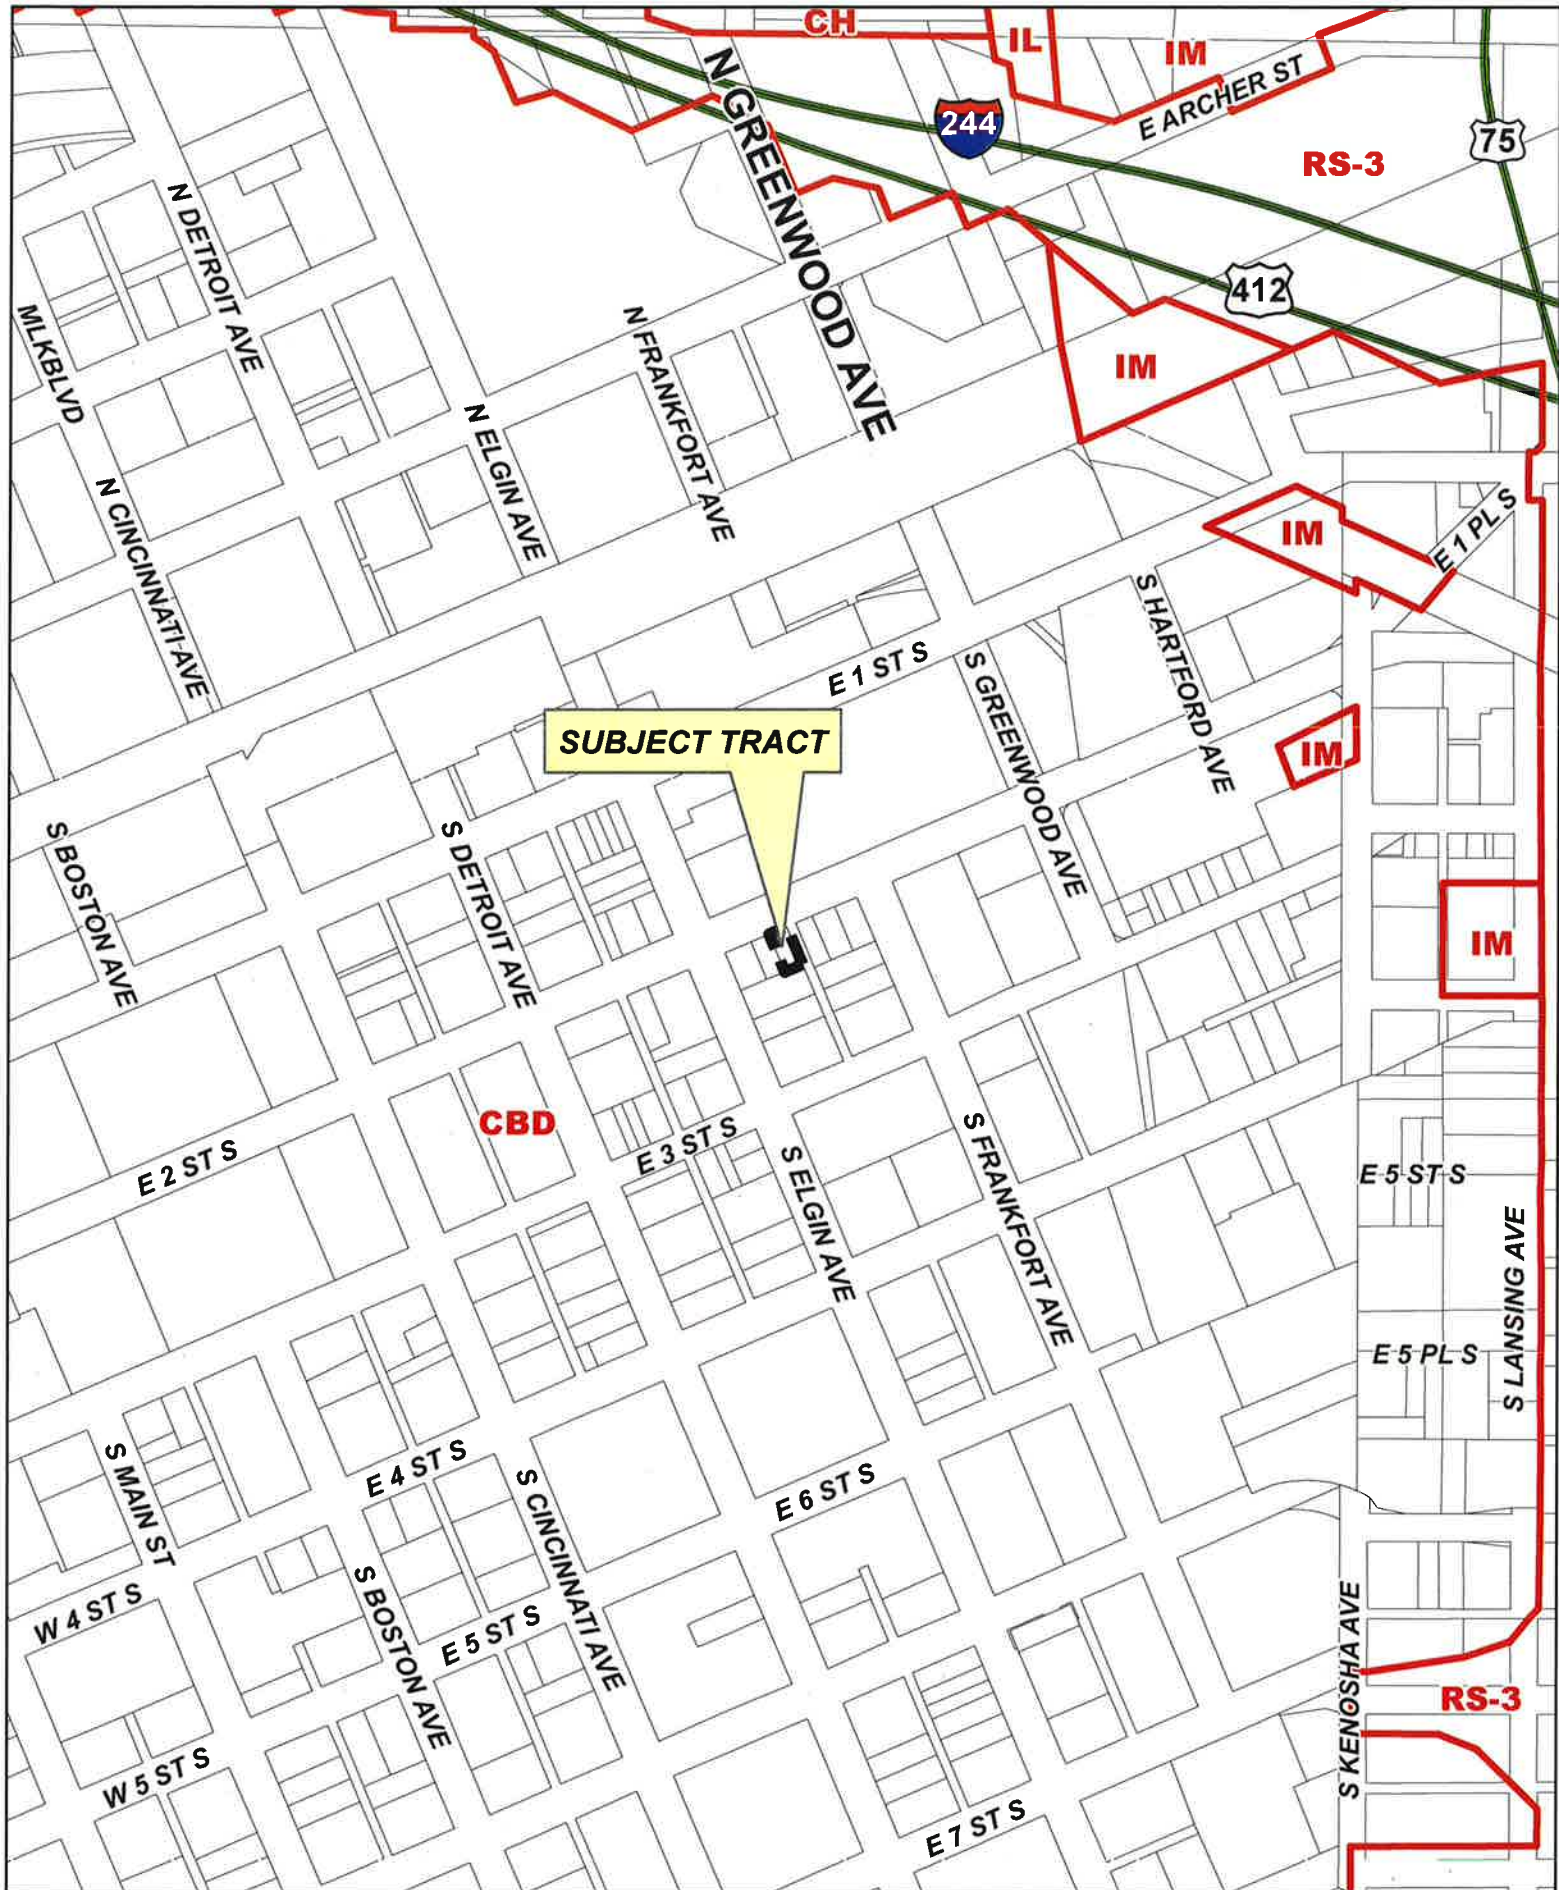 CH
IL
IM
E ARCHER ST
244
75
RS-3
N GREENWOOD AVE
N DETROIT AVE
412
MLKBLVD
N FRANKFORT AVE
IM
N ELGIN AVE
N CINCINNATI AVE
IM
E 1 PL S
S HARTFORD AVE
E 1 ST S
S GREENWOOD AVE
SUBJECT TRACT
IM
S BOSTON AVE
S DETROIT AVE
IM
CBD
E 2 ST S
E 3 ST S
S ELGIN AVE
S FRANKFORT AVE
E 5 ST S
S LANSING AVE
E 5 PL S
S MAIN ST
E 4 ST S
S CINCINNATI AVE
E 6 ST S
W 4 ST S
S BOSTON AVE
E 5 ST S
S KENOSHA AVE
RS-3
W 5 ST S
E 7 ST S